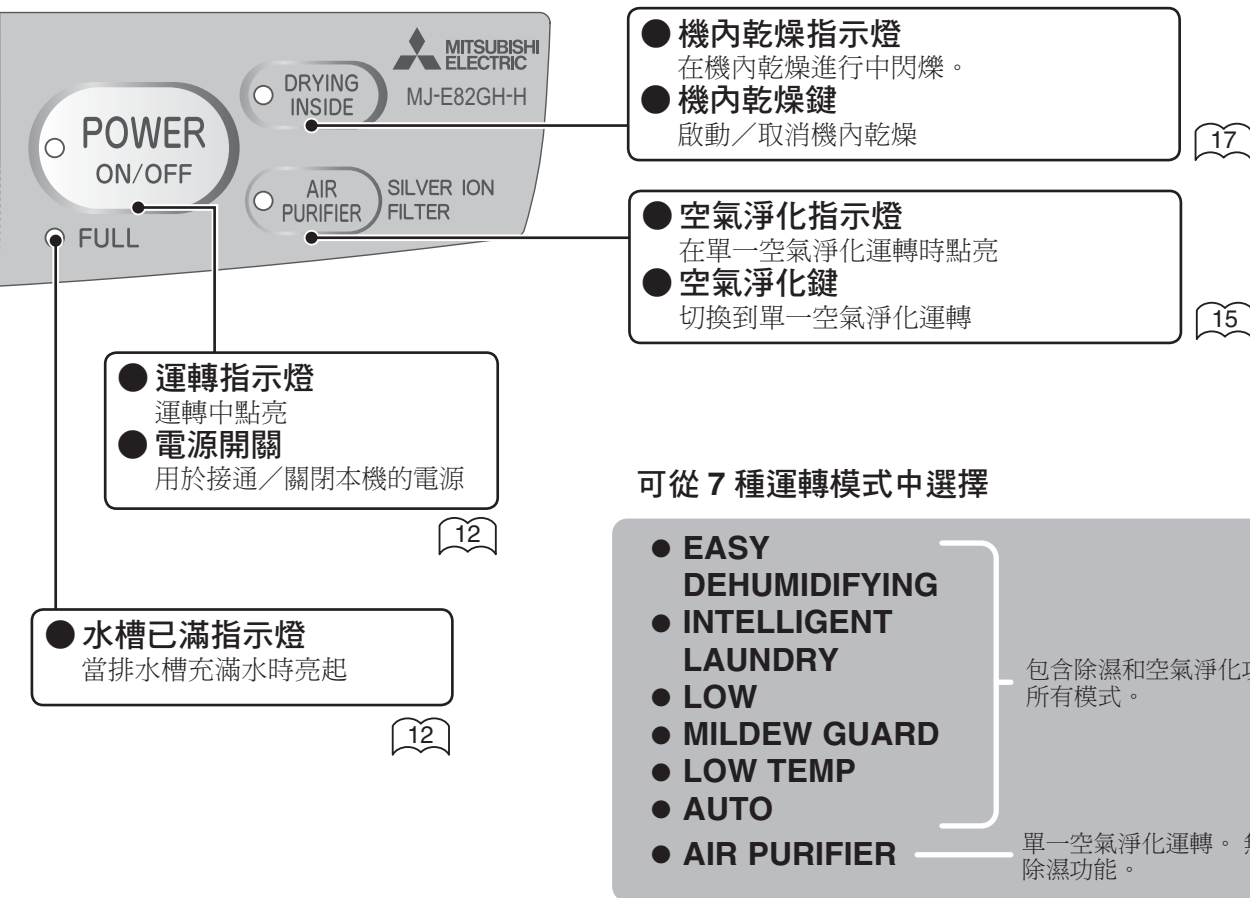 MITSUBISHI
ELECTRIC
MJ-E82GH-H
DRYING
INSIDE
POWER
ON/OFF
AIR
PURIFIER
SILVER ION
FILTER
FULL
● 機內乾燥指示燈
在機內乾燥進行中閃爍。
● 機內乾燥鍵
啟動／取消機內乾燥
17
● 空氣淨化指示燈
在單一空氣淨化運轉時點亮
● 空氣淨化鍵
切換到單一空氣淨化運轉
15
● 運轉指示燈
運轉中點亮
● 電源開關
用於接通／關閉本機的電源
12
● 水槽已滿指示燈
當排水槽充滿水時亮起
12
可從 7 種運轉模式中選擇
● EASY
DEHUMIDIFYING
● INTELLIGENT
LAUNDRY
● LOW
● MILDEW GUARD
● LOW TEMP
● AUTO
包含除濕和空氣淨化
所有模式。
● AIR PURIFIER
單一空氣淨化運轉。
除濕功能。